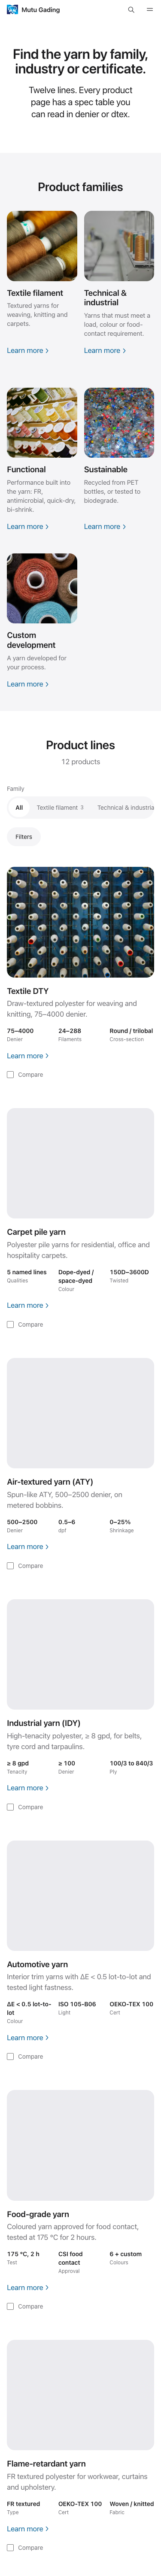 Mutu Gading
Find the yarn by family,
industry or certificate.
Twelve lines. Every product
page has a spec table you
can read in denier or dtex.
Product families
Textile filament
Textured yarns for
weaving, knitting and
carpets.
Learn more >
Technical &
industrial
Yarns that must meet a
load, colour or food-
contact requirement.
Learn more >
Functional
Performance built into
the yarn: FR,
antimicrobial, quick-dry,
bi-shrink.
Learn more >
Sustainable
Recycled from PET
bottles, or tested to
biodegrade.
Learn more >
Custom
development
A yarn developed for
your process.
Learn more >
Product lines
12 products
Family
All Textile filament 3 Technical & industria
Filters
Textile DTY
Draw-textured polyester for weaving and
knitting, 75–4000 denier.
75–4000 24–288 Round / trilobal
Denier Filaments Cross-section
Learn more >
Compare
Carpet pile yarn
Polyester pile yarns for residential, office and
hospitality carpets.
5 named lines
Qualities
Dope-dyed /
space-dyed
Colour
150D–3600D
Twisted
Learn more >
Compare
Air-textured yarn (ATY)
Spun-like ATY, 500–2500 denier, on
metered bobbins.
500–2500 0.5–6 0–25%
Denier dpf Shrinkage
Learn more >
Compare
Industrial yarn (IDY)
High-tenacity polyester, ≥ 8 gpd, for belts,
tyre cord and tarpaulins.
≥ 8 gpd ≥ 100 100/3 to 840/3
Tenacity Denier Ply
Learn more >
Compare
Automotive yarn
Interior trim yarns with ΔE < 0.5 lot-to-lot and
tested light fastness.
ΔE < 0.5 lot-to-
lot
Colour
ISO 105-B06
Light
OEKO-TEX 100
Cert
Learn more >
Compare
Food-grade yarn
Coloured yarn approved for food contact,
tested at 175 °C for 2 hours.
175 °C, 2 h
Test
CSI food
contact
Approval
6 + custom
Colours
Learn more >
Compare
Flame-retardant yarn
FR textured polyester for workwear, curtains
and upholstery.
FR textured OEKO-TEX 100 Woven / knitted
Type Cert Fabric
Learn more >
Compare